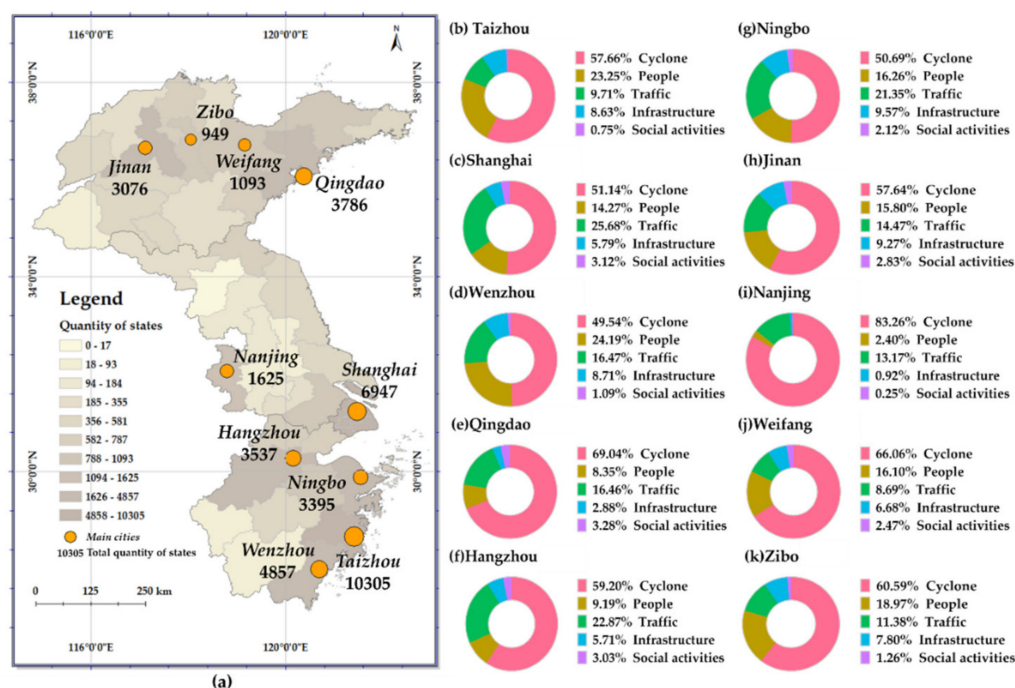 116°0'0"E
120°0'0"E
N
38°0'0"N
38°0'0"N
34°0'0"N
34°0'0"N
30°0'0"N
30°0'0"N
Zibo
949
Jinan
3076
Weifang
1093
Qingdao
3786
Nanjing
1625
Shanghai
6947
Hangzhou
3537
Ningbo
3395
Wenzhou
4857
Taizhou
10305
Legend
Quantity of states
0 - 17
18 - 93
94 - 184
185 - 355
356 - 581
582 - 787
788 - 1093
1094 - 1625
1626 - 4857
4858 - 10305
Main cities
10305 Total quantity of states
0 125 250 km
116°0'0"E
120°0'0"E
(a)
(b) Taizhou
57.66% Cyclone
23.25% People
9.71% Traffic
8.63% Infrastructure
0.75% Social activities
(c)Shanghai
51.14% Cyclone
14.27% People
25.68% Traffic
5.79% Infrastructure
3.12% Social activities
(d)Wenzhou
49.54% Cyclone
24.19% People
16.47% Traffic
8.71% Infrastructure
1.09% Social activities
(e)Qingdao
69.04% Cyclone
8.35% People
16.46% Traffic
2.88% Infrastructure
3.28% Social activities
(f)Hangzhou
59.20% Cyclone
9.19% People
22.87% Traffic
5.71% Infrastructure
3.03% Social activities
(g)Ningbo
50.69% Cyclone
16.26% People
21.35% Traffic
9.57% Infrastructure
2.12% Social activities
(h)Jinan
57.64% Cyclone
15.80% People
14.47% Traffic
9.27% Infrastructure
2.83% Social activities
(i)Nanjing
83.26% Cyclone
2.40% People
13.17% Traffic
0.92% Infrastructure
0.25% Social activities
(j)Weifang
66.06% Cyclone
16.10% People
8.69% Traffic
6.68% Infrastructure
2.47% Social activities
(k)Zibo
60.59% Cyclone
18.97% People
11.38% Traffic
7.80% Infrastructure
1.26% Social activities